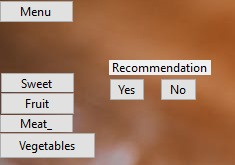 Menu
Recommendation
Sweet
Yes No
Fruit
Meat_
Vegetables